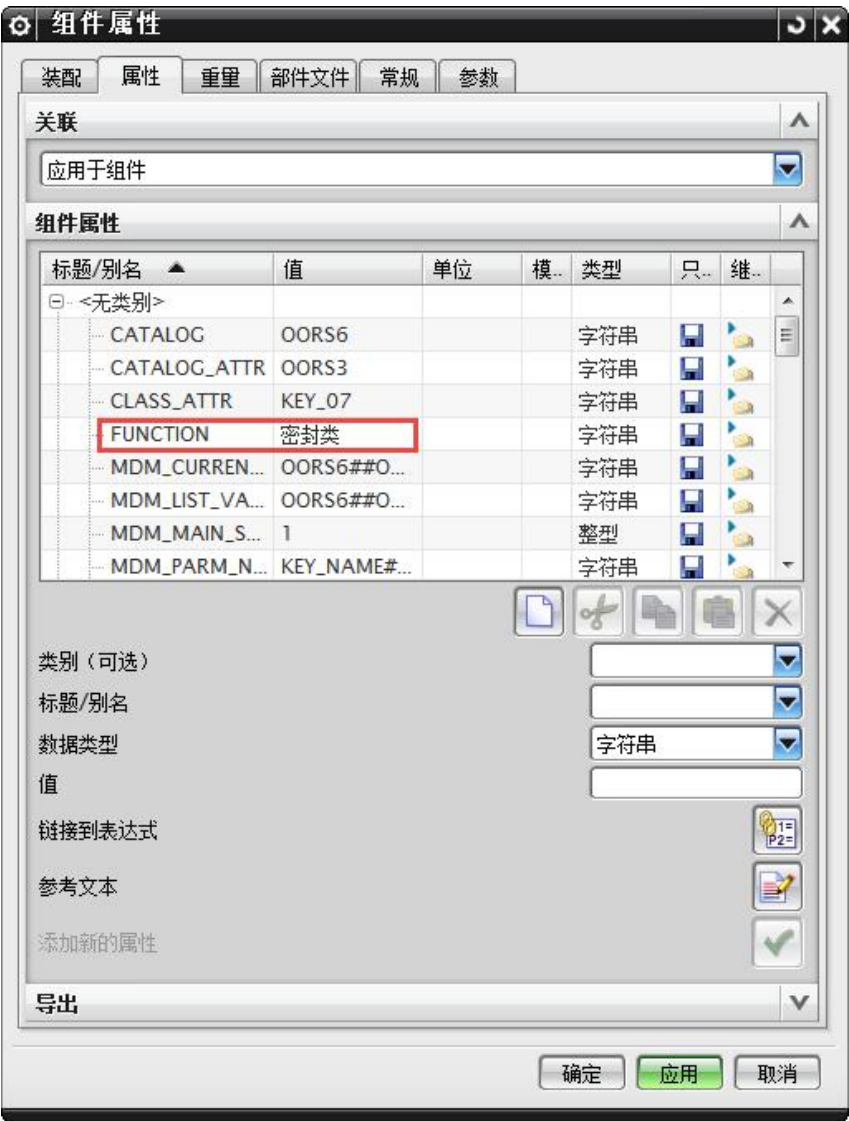 组件属性
装配 属性 重量 部件文件 常规 参数
关联
应用于组件
组件属性
标题/别名 值 单位 模.. 类型 只.. 继..
<无类别>
CATALOG OORS6 字符串
CATALOG_ATTR OORS3 字符串
CLASS_ATTR KEY_07 字符串
FUNCTION 密封类 字符串
MDM_CURREN... OORS6##O... 字符串
MDM_LIST_VA... OORS6##O... 字符串
MDM_MAIN_S... 1 整型
MDM_PARM_N... KEY_NAME#... 字符串
类别（可选）
标题/别名
数据类型 字符串
值
链接到表达式 1= P2=
参考文本
添加新的属性
导出
确定 应用 取消